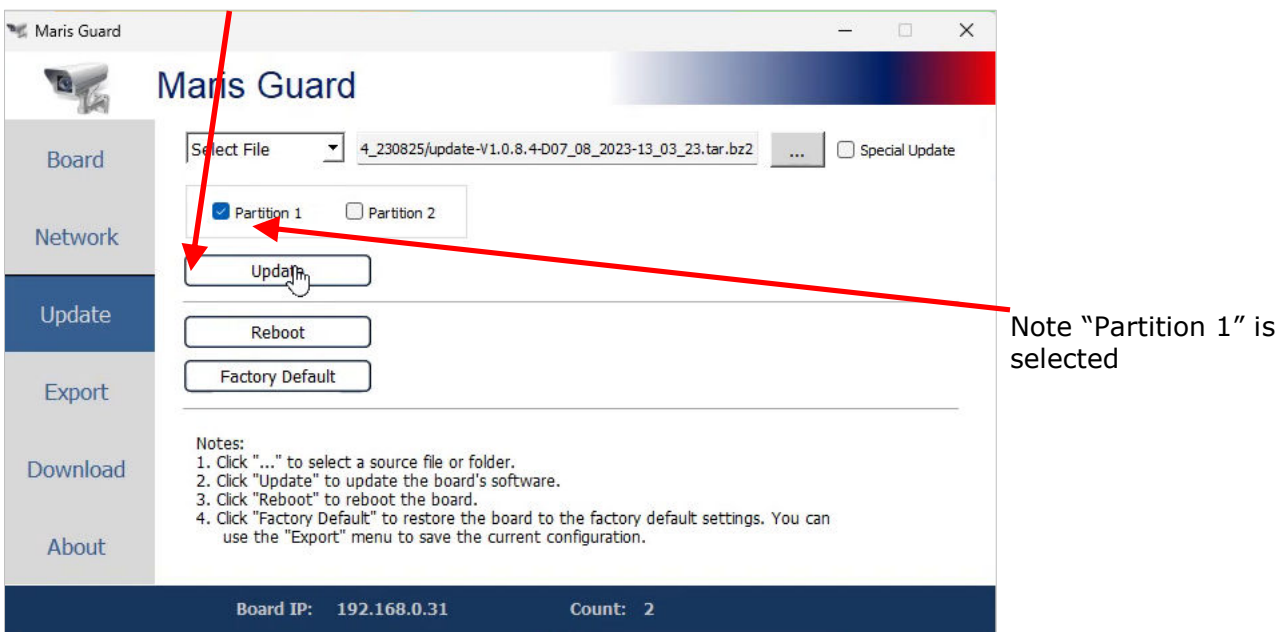 Maris Guard
Maris Guard
Board
Network
Update
Export
Download
About
Select File 4_230825/update-V1.0.8.4-D07_08_2023-13_03_23.tar.bz2 ... Special Update
Partition 1 Partition 2
Update
Reboot
Factory Default
Notes:
1. Click "..." to select a source file or folder.
2. Click "Update" to update the board's software.
3. Click "Reboot" to reboot the board.
4. Click "Factory Default" to restore the board to the factory default settings. You can
use the "Export" menu to save the current configuration.
Board IP: 192.168.0.31 Count: 2
Note “Partition 1” is
selected